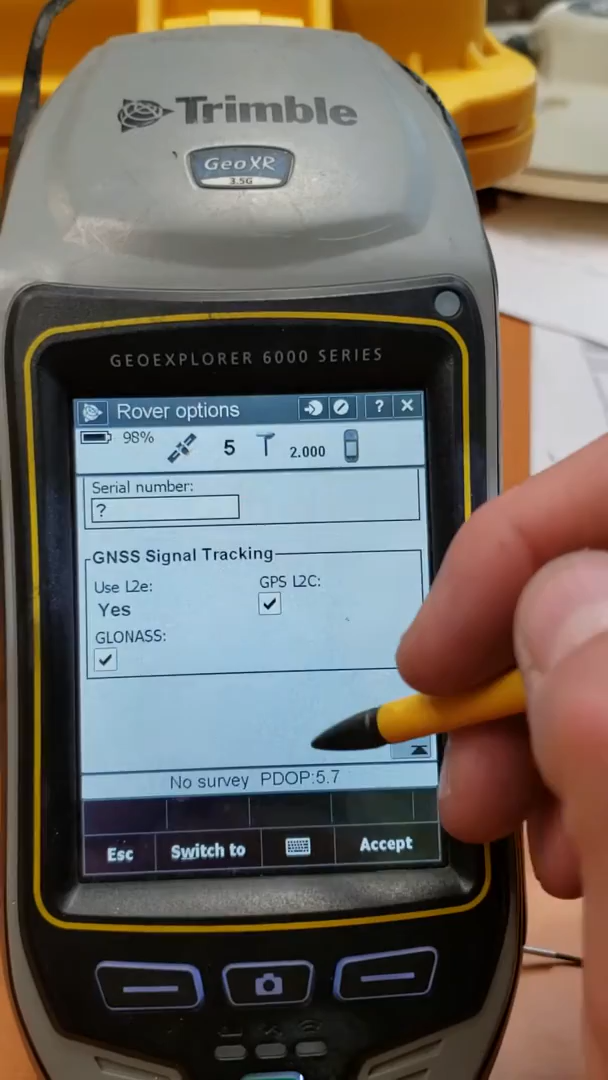 Trimble
GeoXR
3.5G
GEOEXPLORER 6000 SERIES
Rover options ? ×
98% 5 2.000
Serial number:
?
GNSS Signal Tracking
Use L2e: GPS L2C:
Yes
GLONASS:
No survey PDOP:5.7
Esc Switch to Accept